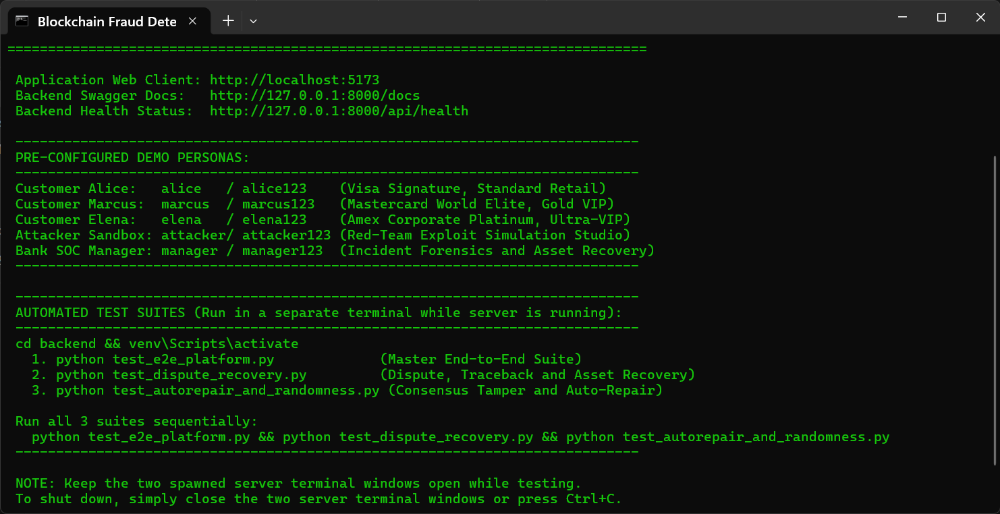 Blockchain Fraud Dete
==============================================================================
Application Web Client: http://localhost:5173
Backend Swagger Docs:   http://127.0.0.1:8000/docs
Backend Health Status:  http://127.0.0.1:8000/api/health
-----------------------------------------------------------------------------
PRE-CONFIGURED DEMO PERSONAS:
-----------------------------------------------------------------------------
Customer Alice:   alice   / alice123    (Visa Signature, Standard Retail)
Customer Marcus:  marcus  / marcus123   (Mastercard World Elite, Gold VIP)
Customer Elena:   elena   / elena123    (Amex Corporate Platinum, Ultra-VIP)
Attacker Sandbox: attacker/ attacker123 (Red-Team Exploit Simulation Studio)
Bank SOC Manager: manager / manager123  (Incident Forensics and Asset Recovery)
-----------------------------------------------------------------------------
-----------------------------------------------------------------------------
AUTOMATED TEST SUITES (Run in a separate terminal while server is running):
-----------------------------------------------------------------------------
cd backend && venv\Scripts\activate
  1. python test_e2e_platform.py             (Master End-to-End Suite)
  2. python test_dispute_recovery.py         (Dispute, Traceback and Asset Recovery)
  3. python test_autorepair_and_randomness.py (Consensus Tamper and Auto-Repair)
Run all 3 suites sequentially:
  python test_e2e_platform.py && python test_dispute_recovery.py && python test_autorepair_and_randomness.py
-----------------------------------------------------------------------------
NOTE: Keep the two spawned server terminal windows open while testing.
To shut down, simply close the two server terminal windows or press Ctrl+C.